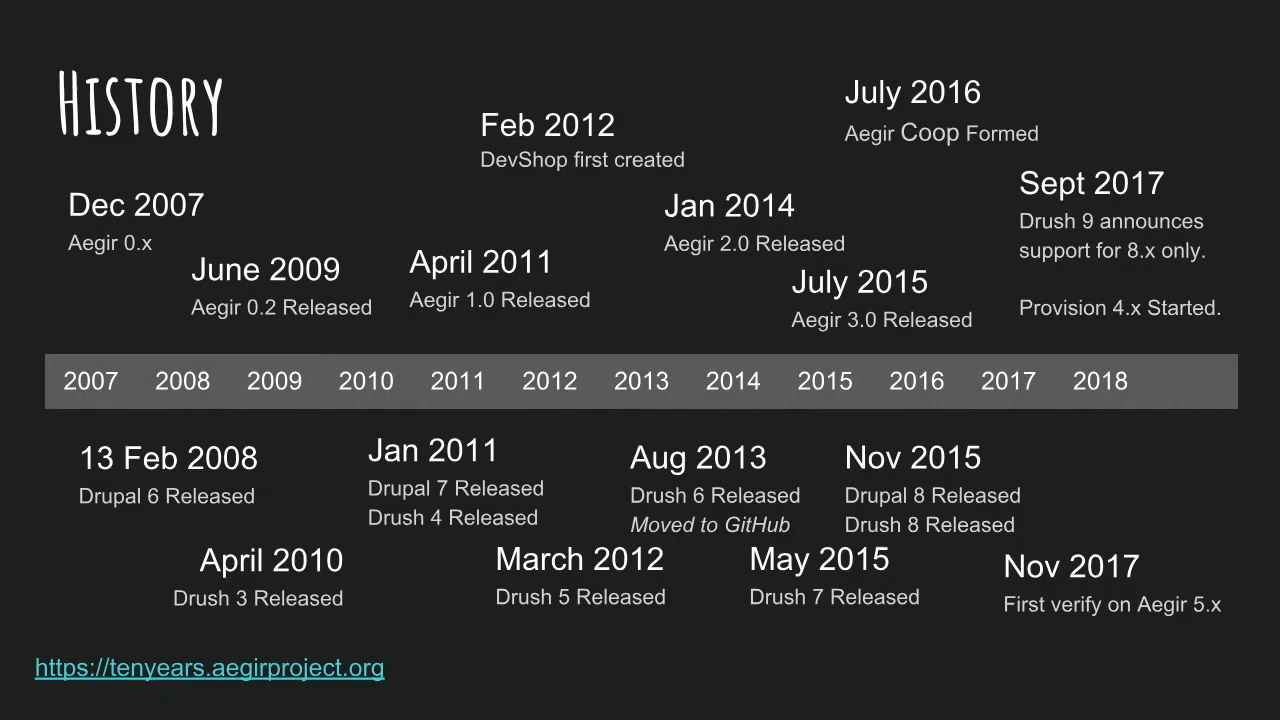 History
July 2016
Aegir Coop Formed
Feb 2012
DevShop first created
Sept 2017
Drush 9 announces
support for 8.x only.
Provision 4.x Started.
Dec 2007
Aegir 0.x
Jan 2014
Aegir 2.0 Released
June 2009
Aegir 0.2 Released
April 2011
Aegir 1.0 Released
July 2015
Aegir 3.0 Released
2007 2008 2009 2010 2011 2012 2013 2014 2015 2016 2017 2018
13 Feb 2008
Drupal 6 Released
Jan 2011
Drupal 7 Released
Drush 4 Released
Aug 2013
Drush 6 Released
Moved to GitHub
Nov 2015
Drupal 8 Released
Drush 8 Released
April 2010
Drush 3 Released
March 2012
Drush 5 Released
May 2015
Drush 7 Released
Nov 2017
First verify on Aegir 5.x
https://tenyears.aegirproject.org